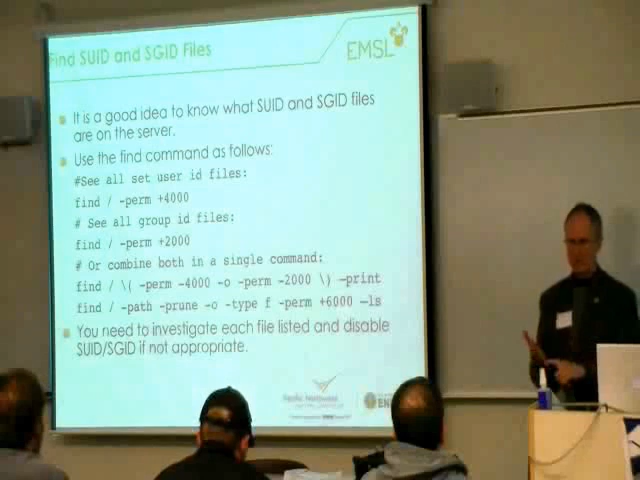 Find SUID and SGID Files
EMSL
It is a good idea to know what SUID and SGID files
are on the server.
Use the find command as follows:
#See all set user id files:
find / -perm +4000
# See all group id files:
find / -perm +2000
# Or combine both in a single command:
find / \( -perm -4000 -o -perm -2000 \) –print
find / -path -prune -o -type f -perm +6000 –ls
You need to investigate each file listed and disable
SUID/SGID if not appropriate.
Pacific Northwest